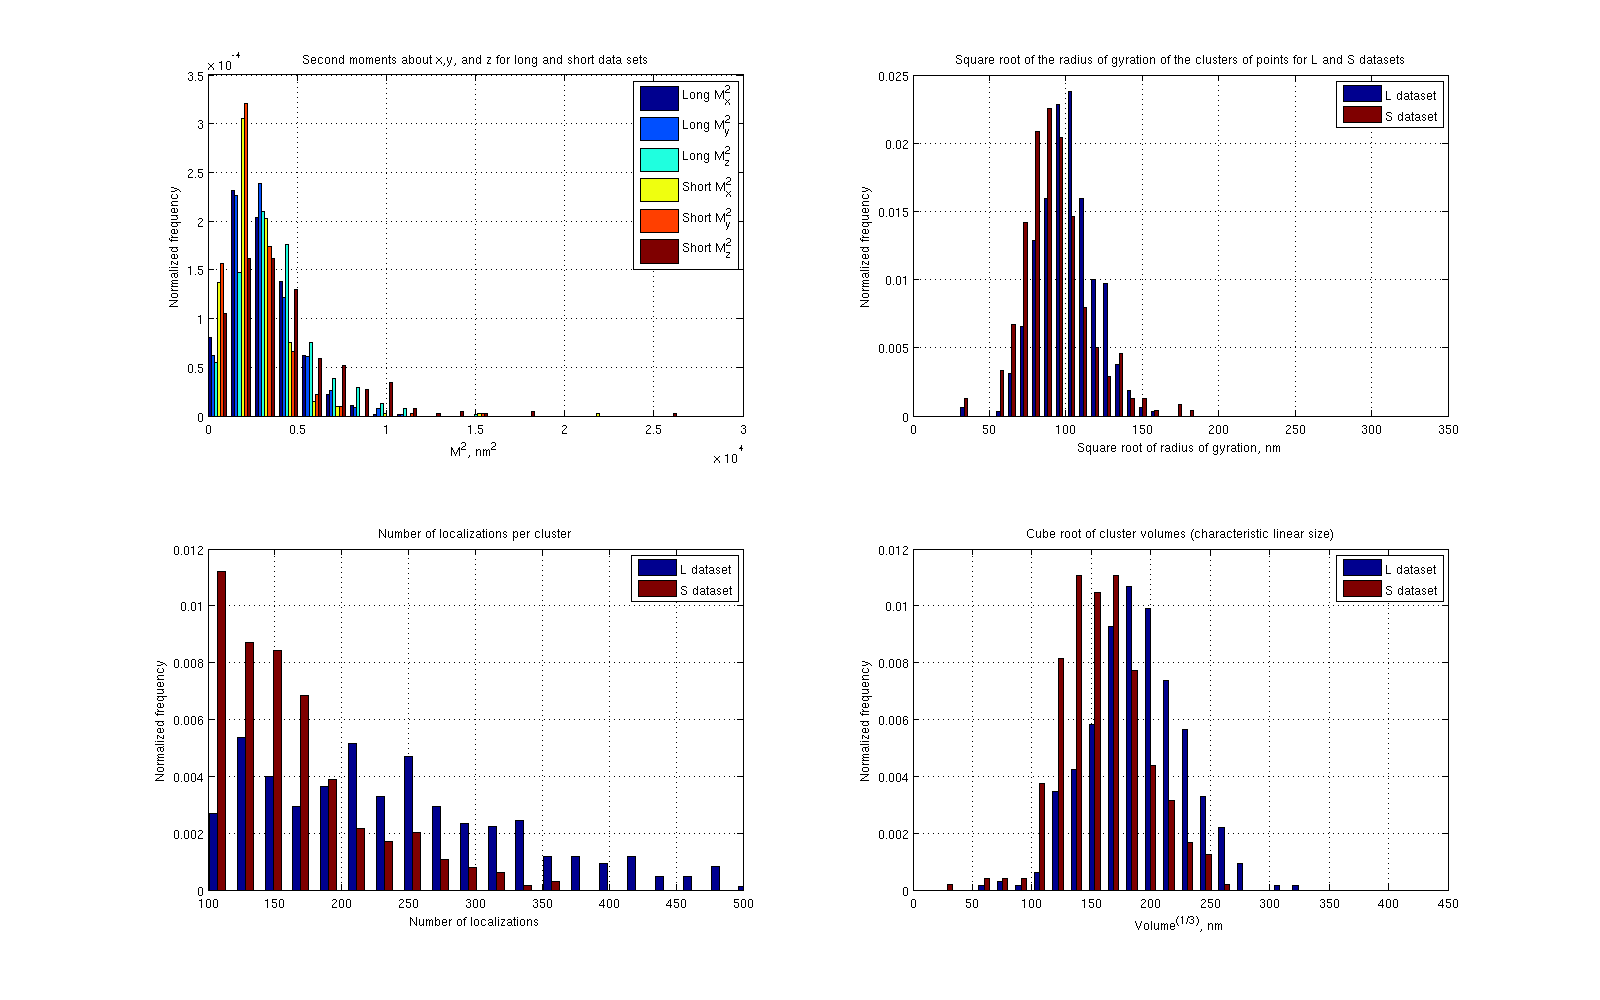 Second moments about x,y, and z for long and short data sets
× 10^-4
3.5
3
2.5
2
1.5
1
0.5
0
Normalized frequency
Long M_x^2
Long M_y^2
Long M_z^2
Short M_x^2
Short M_y^2
Short M_z^2
0 0.5 1 1.5 2 2.5 3
M^2, nm^2
× 10^4
Square root of the radius of gyration of the clusters of points for L and S datasets
0.025
0.02
0.015
0.01
0.005
0
Normalized frequency
L dataset
S dataset
0 50 100 150 200 250 300 350
Square root of radius of gyration, nm
Number of localizations per cluster
0.012
0.01
0.008
0.006
0.004
0.002
0
Normalized frequency
L dataset
S dataset
100 150 200 250 300 350 400 450 500
Number of localizations
Cube root of cluster volumes (characteristic linear size)
0.012
0.01
0.008
0.006
0.004
0.002
0
Normalized frequency
L dataset
S dataset
0 50 100 150 200 250 300 350 400 450
Volume^(1/3), nm